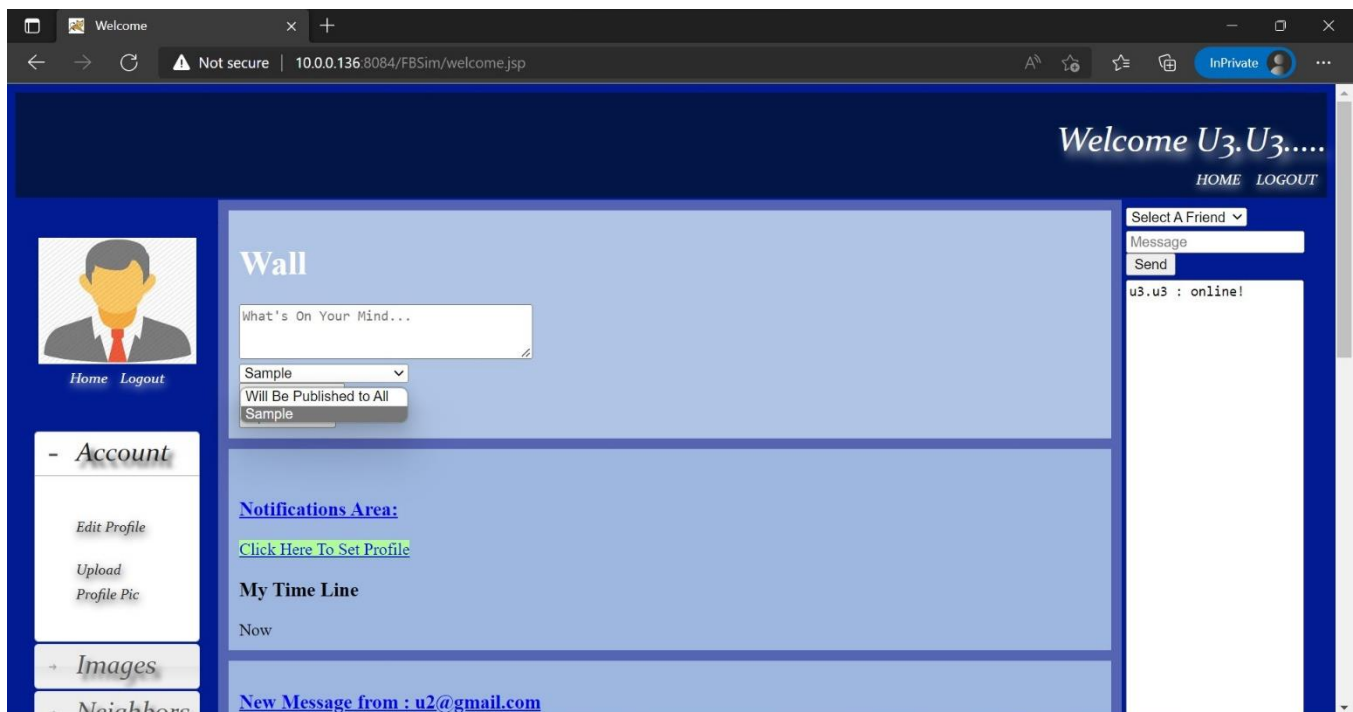 Welcome
Not secure | 10.0.0.136:8084/FBSim/welcome.jsp
InPrivate
Welcome U3.U3.....
HOME LOGOUT
Home Logout
- Account
Edit Profile
Upload
Profile Pic
Images
Neighbors
Wall
What's On Your Mind...
Sample
Will Be Published to All
Sample
Notifications Area:
Click Here To Set Profile
My Time Line
Now
New Message from : u2@gmail.com
Select A Friend
Message
Send
u3.u3 : online!